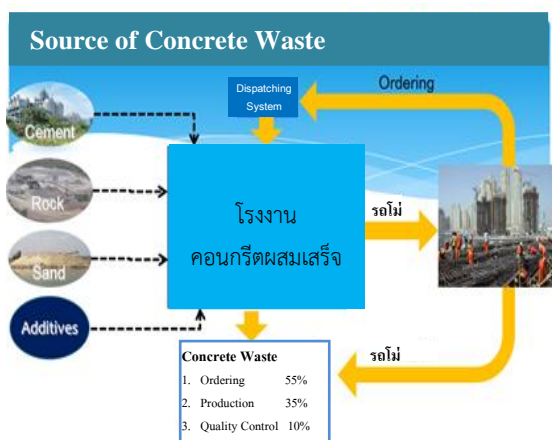 Source of Concrete Waste
Dispatching
System
Ordering
Cement
Rock
Sand
Additives
โรงงาน
คอนกรีตผสมเสร็จ
รถโม่
รถโม่
Concrete Waste
1. Ordering 55%
2. Production 35%
3. Quality Control 10%